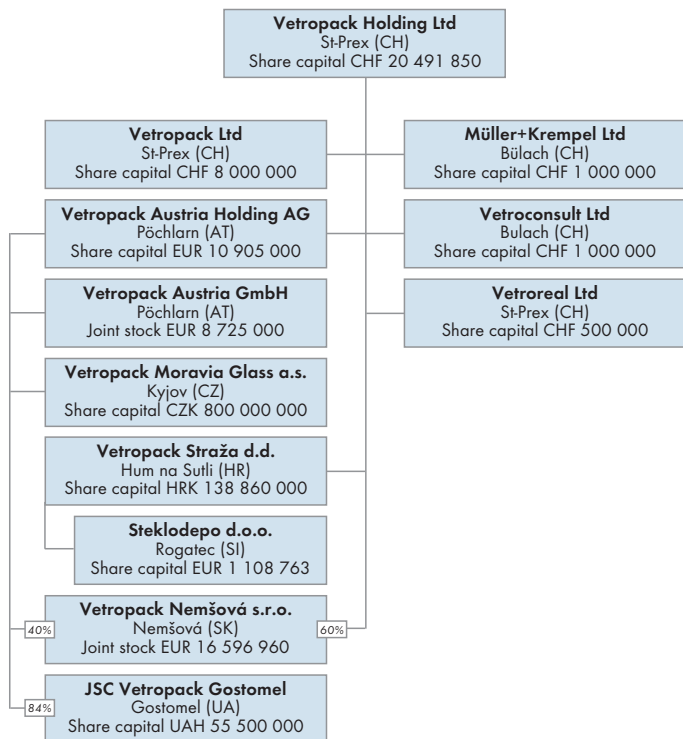 Vetropack Holding Ltd
St-Prex (CH)
Share capital CHF 20 491 850
Vetropack Ltd
St-Prex (CH)
Share capital CHF 8 000 000
Müller+Krempel Ltd
Bülach (CH)
Share capital CHF 1 000 000
Vetropack Austria Holding AG
Pöchlarn (AT)
Share capital EUR 10 905 000
Vetroconsult Ltd
Bulach (CH)
Share capital CHF 1 000 000
Vetropack Austria GmbH
Pöchlarn (AT)
Joint stock EUR 8 725 000
Vetroreal Ltd
St-Prex (CH)
Share capital CHF 500 000
Vetropack Moravia Glass a.s.
Kyjov (CZ)
Share capital CZK 800 000 000
Vetropack Straža d.d.
Hum na Sutli (HR)
Share capital HRK 138 860 000
Steklodepo d.o.o.
Rogatec (SI)
Share capital EUR 1 108 763
Vetropack Nemšová s.r.o.
40% Nemšová (SK) 60%
Joint stock EUR 16 596 960
JSC Vetropack Gostomel
84% Gostomel (UA)
Share capital UAH 55 500 000